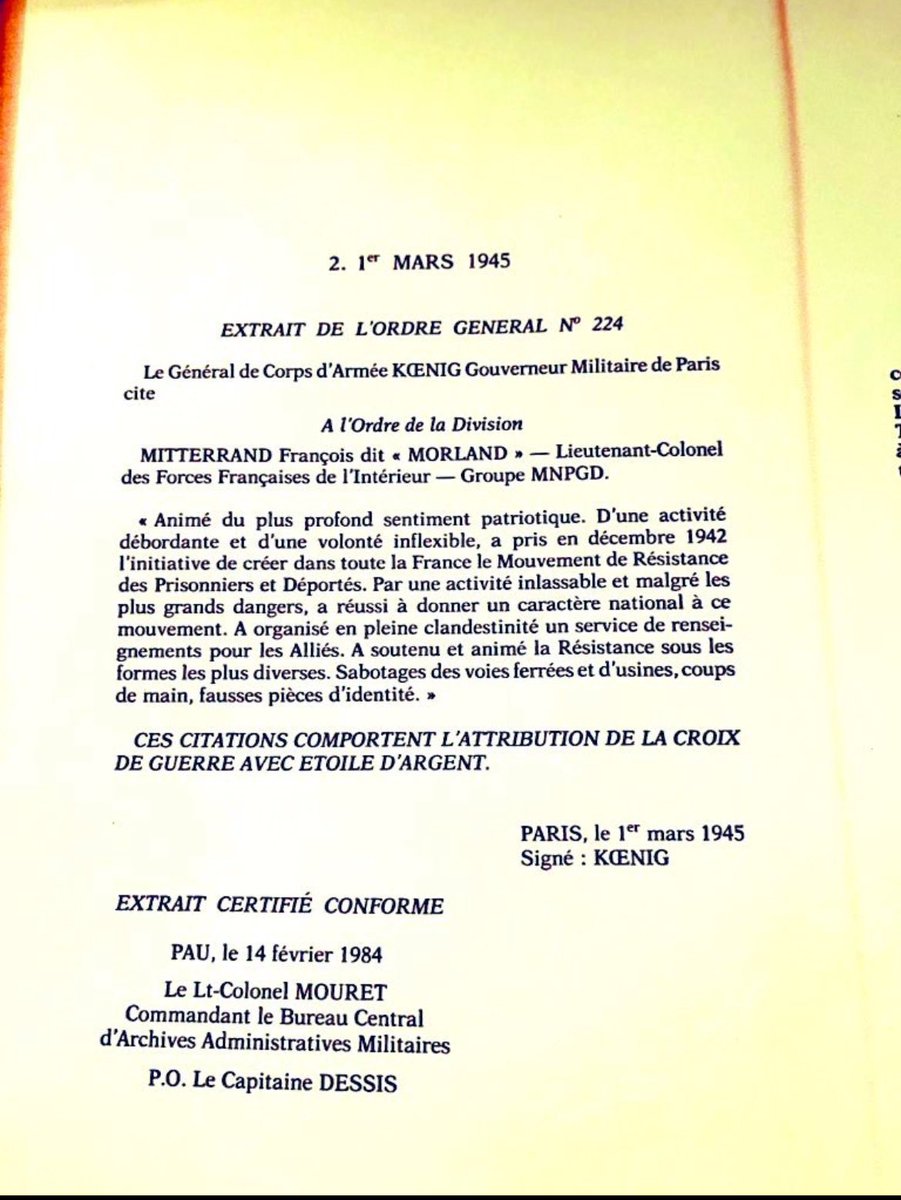 2. 1er MARS 1945
EXTRAIT DE L'ORDRE GENERAL N° 224
Le Général de Corps d'Armée KŒNIG Gouverneur Militaire de Paris
cite
A l'Ordre de la Division
MITTERRAND François dit « MORLAND » — Lieutenant-Colonel
des Forces Françaises de l'Intérieur — Groupe MNPGD.
« Animé du plus profond sentiment patriotique. D'une activité
débordante et d'une volonté inflexible, a pris en décembre 1942
l'initiative de créer dans toute la France le Mouvement de Résistance
des Prisonniers et Déportés. Par une activité inlassable et malgré les
plus grands dangers, a réussi à donner un caractère national à ce
mouvement. A organisé en pleine clandestinité un service de rensei-
gnements pour les Alliés. A soutenu et animé la Résistance sous les
formes les plus diverses. Sabotages des voies ferrées et d'usines, coups
de main, fausses pièces d'identité. »
CES CITATIONS COMPORTENT L'ATTRIBUTION DE LA CROIX
DE GUERRE AVEC ETOILE D'ARGENT.
PARIS, le 1er mars 1945
Signé : KŒNIG
EXTRAIT CERTIFIÉ CONFORME
PAU, le 14 février 1984
Le Lt-Colonel MOURET
Commandant le Bureau Central
d'Archives Administratives Militaires
P.O. Le Capitaine DESSIS